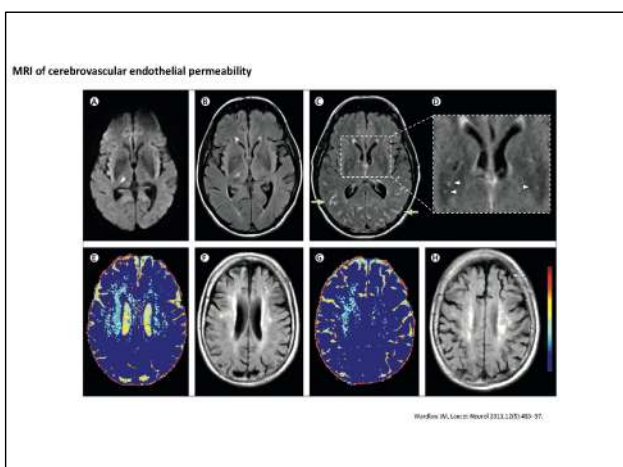 MRI of cerebrovascular endothelial permeability
A B C D
E F G H
Wardlaw JM, Lancet Neurol 2013;12(5):483-97.